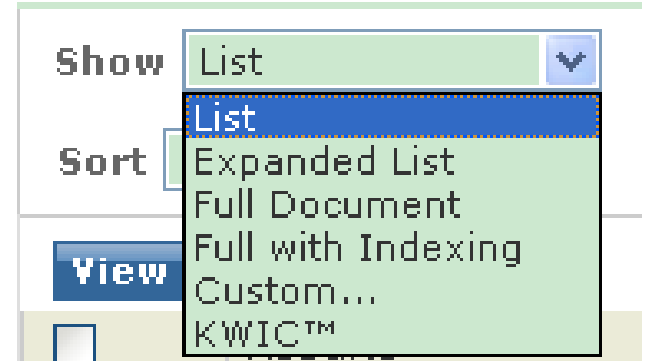 Show List
List
Sort
Expanded List
Full Document
Full with Indexing
View
Custom...
KWIC™